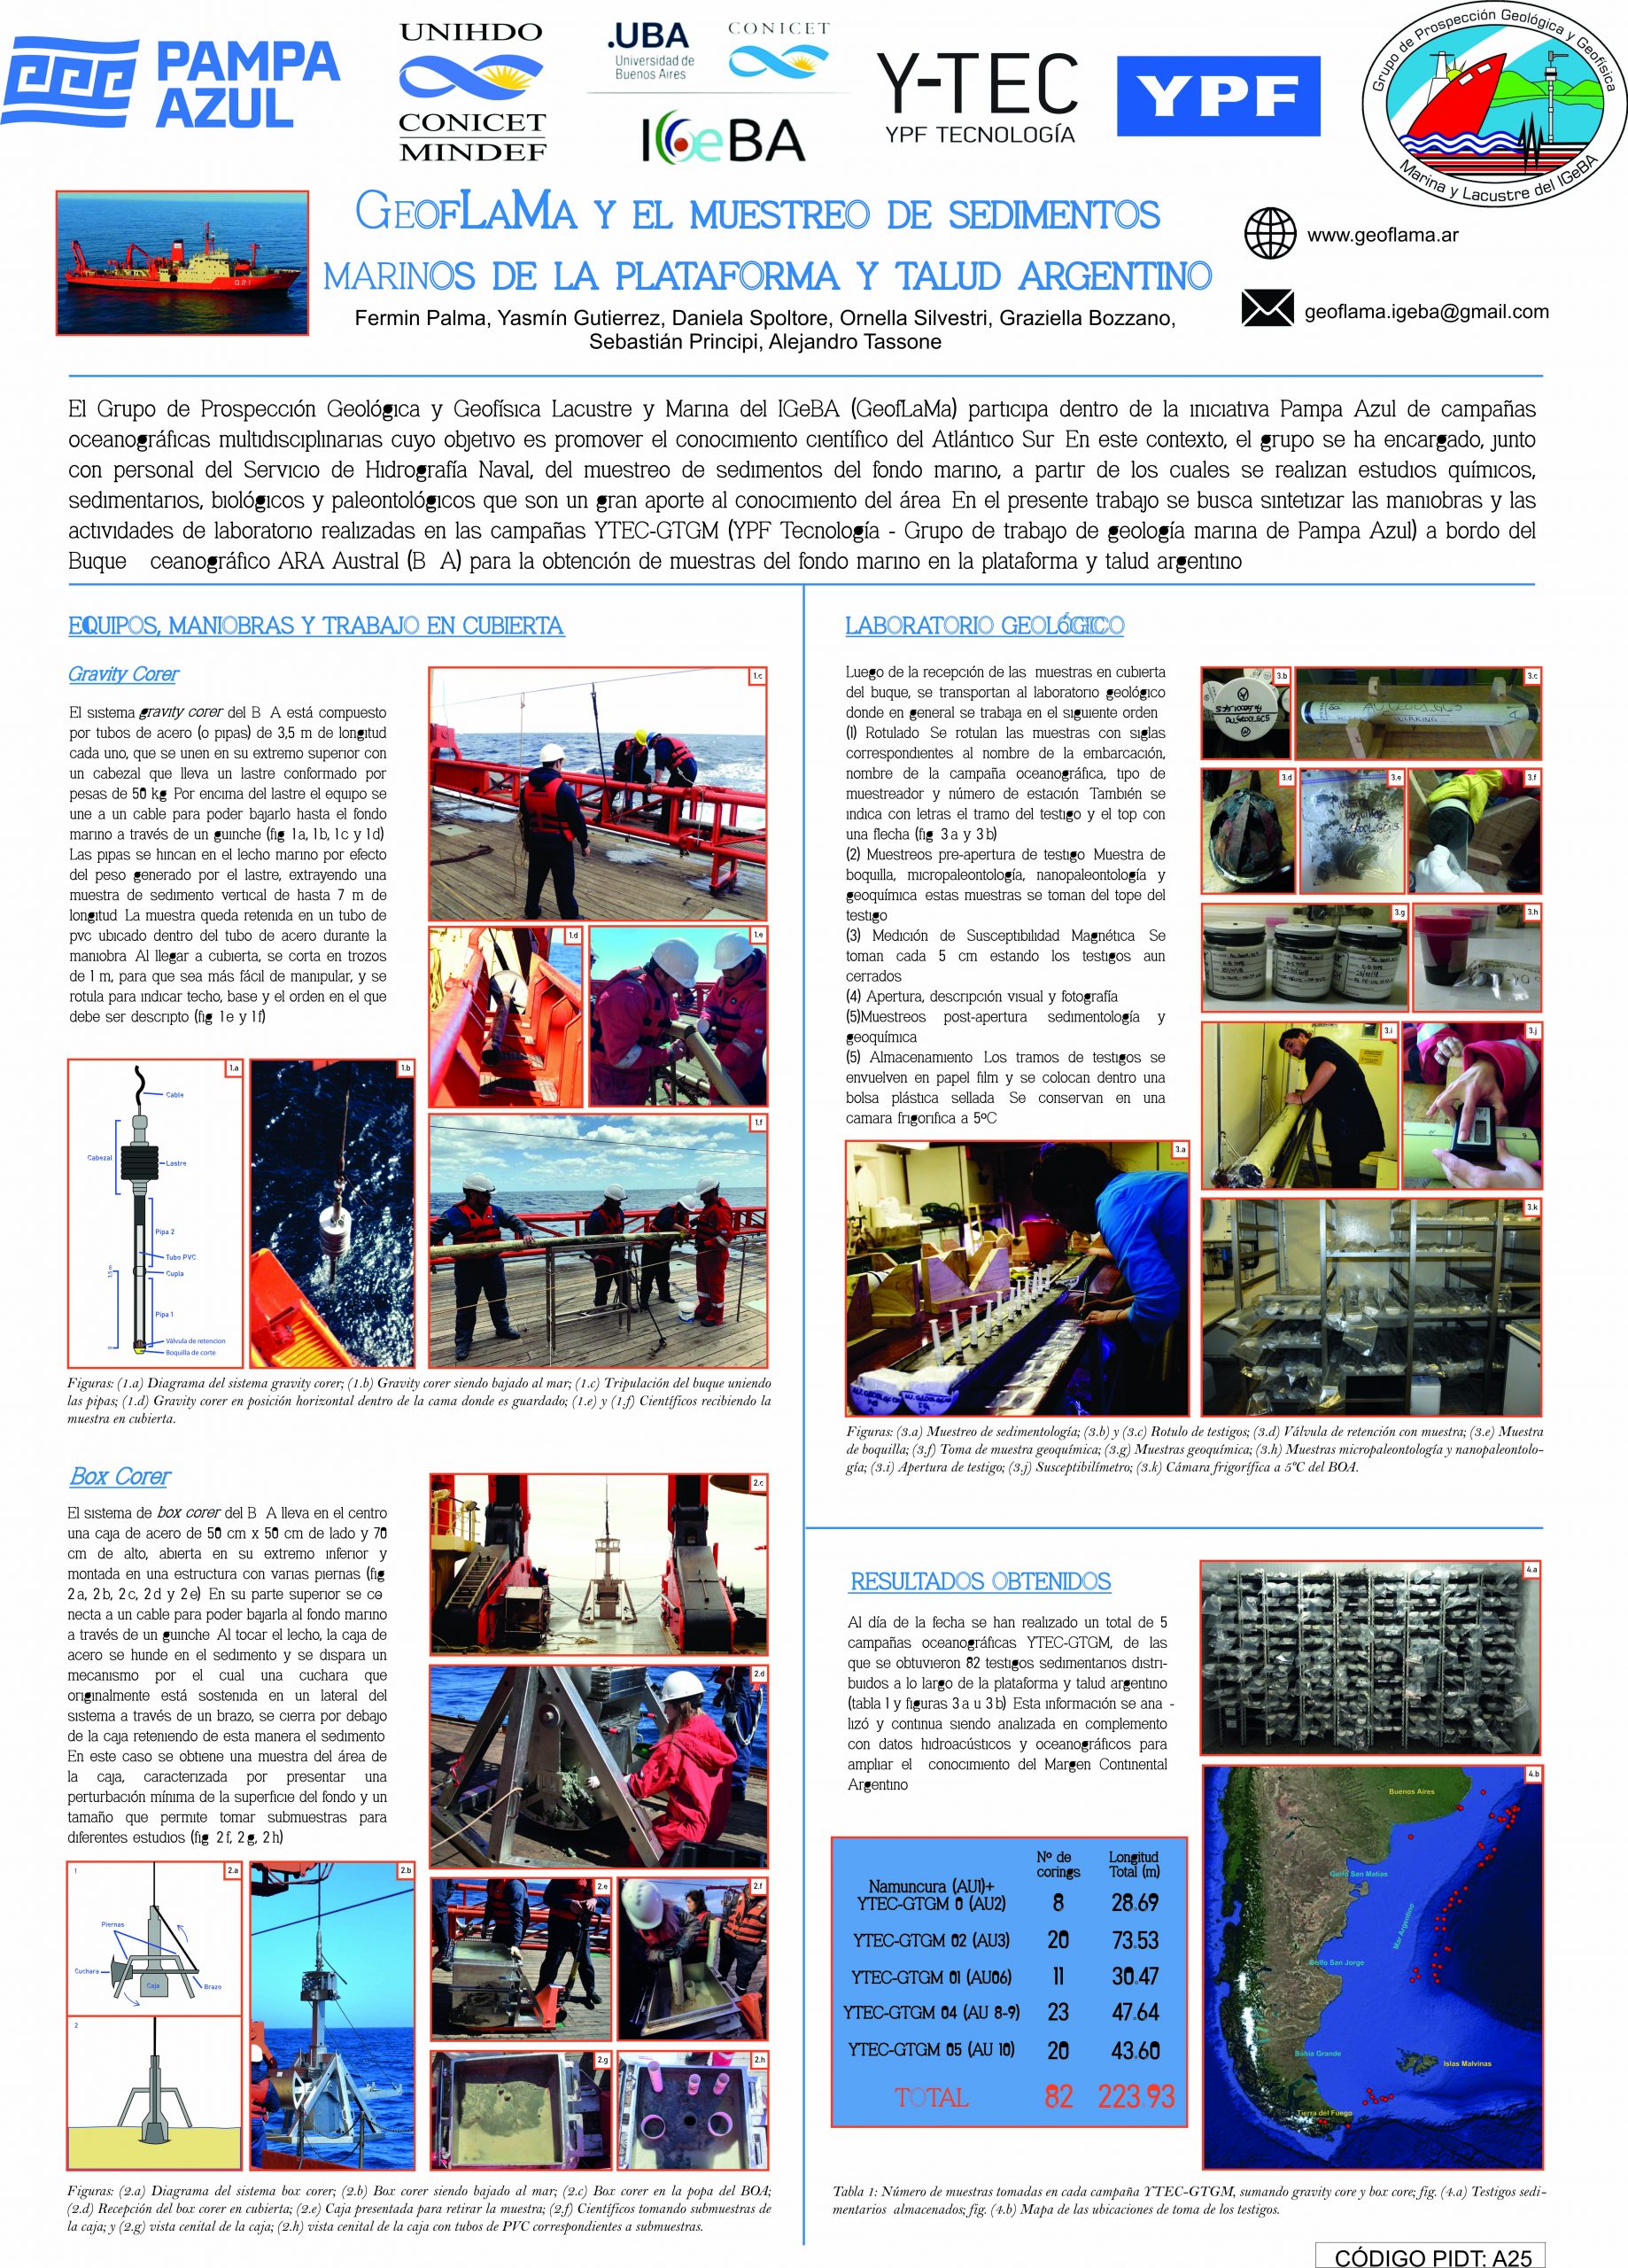 PAMPA
AZUL
UNIHDO
CONICET
MINDEF
.UBA
Universidad de
Buenos Aires
CONICET
IGeBA
Y-TEC
YPF TECNOLOGÍA
YPF
Grupo de Prospección Geológica y Geofísica
Marina y Lacustre del IGeBA
GeofLaMa y el muestreo de sedimentos
marinos de la plataforma y talud argentino
Fermin Palma, Yasmín Gutierrez, Daniela Spoltore, Ornella Silvestri, Graziella Bozzano,
Sebastián Principi, Alejandro Tassone
www.geoflama.ar
geoflama.igeba@gmail.com
El Grupo de Prospección Geológica y Geofísica Lacustre y Marina del IGeBA (GeofLaMa) participa dentro de la iniciativa Pampa Azul de campañas
oceanográficas multidisciplinarias cuyo objetivo es promover el conocimiento científico del Atlántico Sur En este contexto, el grupo se ha encargado, junto
con personal del Servicio de Hidrografía Naval, del muestreo de sedimentos del fondo marino, a partir de los cuales se realizan estudios químicos,
sedimentarios, biológicos y paleontológicos que son un gran aporte al conocimiento del área En el presente trabajo se busca sintetizar las maniobras y las
actividades de laboratorio realizadas en las campañas YTEC-GTGM (YPF Tecnología - Grupo de trabajo de geología marina de Pampa Azul) a bordo del
Buque ceanográfico ARA Austral (B A) para la obtención de muestras del fondo marino en la plataforma y talud argentino
EQUIPOS, MANIOBRAS Y TRABAJO EN CUBIERTA
Gravity Corer
El sistema gravity corer del B A está compuesto
por tubos de acero (o pipas) de 3,5 m de longitud
cada uno, que se unen en su extremo superior con
un cabezal que lleva un lastre conformado por
pesas de 50 kg Por encima del lastre el equipo se
une a un cable para poder bajarlo hasta el fondo
marino a través de un guinche (fig 1a, 1b, 1c y 1d)
Las pipas se hincan en el lecho marino por efecto
del peso generado por el lastre, extrayendo una
muestra de sedimento vertical de hasta 7 m de
longitud La muestra queda retenida en un tubo de
pvc ubicado dentro del tubo de acero durante la
maniobra Al llegar a cubierta, se corta en trozos
de 1 m, para que sea más fácil de manipular, y se
rotula para indicar techo, base y el orden en el que
debe ser descripto (fig 1e y 1f)
1.c
1.d
1.e
1.a
Cable
Cabezal
Lastre
Pipa 2
Tubo PVC
Cupla
3,5 m
Pipa 1
Válvula de retencion
Boquilla de corte
1.b
1.f
Figuras: (1.a) Diagrama del sistema gravity corer; (1.b) Gravity corer siendo bajado al mar; (1.c) Tripulación del buque uniendo
las pipas; (1.d) Gravity corer en posición horizontal dentro de la cama donde es guardado; (1.e) y (1.f) Científicos recibiendo la
muestra en cubierta.
Box Corer
El sistema de box corer del B A lleva en el centro
una caja de acero de 50 cm x 50 cm de lado y 70
cm de alto, abierta en su extremo inferior y
montada en una estructura con varias piernas (fig
2a, 2b, 2c, 2d y 2e) En su parte superior se co
necta a un cable para poder bajarla al fondo marino
a través de un guinche Al tocar el lecho, la caja de
acero se hunde en el sedimento y se dispara un
mecanismo por el cual una cuchara que
originalmente está sostenida en un lateral del
sistema a través de un brazo, se cierra por debajo
de la caja reteniendo de esta manera el sedimento
En este caso se obtiene una muestra del área de
la caja, caracterizada por presentar una
perturbación mínima de la superficie del fondo y un
tamaño que permite tomar submuestras para
diferentes estudios (fig 2f, 2g, 2h)
2.c
2.d
1
2.a
Piernas
Cuchara
Caja
Brazo
2
2.b
2.e
2.f
2.g
2.h
Figuras: (2.a) Diagrama del sistema box corer; (2.b) Box corer siendo bajado al mar; (2.c) Box corer en la popa del BOA;
(2.d) Recepción del box corer en cubierta; (2.e) Caja presentada para retirar la muestra; (2.f) Científicos tomando submuestras de
la caja; y (2.g) vista cenital de la caja; (2.h) vista cenital de la caja con tubos de PVC correspondientes a submuestras.
LABORATORIO GEOLÓGICO
Luego de la recepción de las muestras en cubierta
del buque, se transportan al laboratorio geológico
donde en general se trabaja en el siguiente orden
(1) Rotulado Se rotulan las muestras con siglas
correspondientes al nombre de la embarcación,
nombre de la campaña oceanográfica, tipo de
muestreador y número de estación También se
indica con letras el tramo del testigo y el top con
una flecha (fig 3a y 3b)
(2) Muestreos pre-apertura de testigo Muestra de
boquilla, micropaleontología, nanopaleontología y
geoquímica estas muestras se toman del tope del
testigo
(3) Medición de Susceptibilidad Magnética Se
toman cada 5 cm estando los testigos aun
cerrados
(4) Apertura, descripción visual y fotografía
(5)Muestreos post-apertura sedimentología y
geoquímica
(5) Almacenamiento Los tramos de testigos se
envuelven en papel film y se colocan dentro una
bolsa plástica sellada Se conservan en una
camara frigorifica a 5ºC
3.b
3.c
3.d
3.e
3.f
3.g
3.h
3.i
3.j
3.a
3.k
Figuras: (3.a) Muestreo de sedimentología; (3.b) y (3.c) Rotulo de testigos; (3.d) Válvula de retención con muestra; (3.e) Muestra
de boquilla; (3.f) Toma de muestra geoquímica; (3.g) Muestras geoquímica; (3.h) Muestras micropaleontología y nanopaleontolo-
gía; (3.i) Apertura de testigo; (3.j) Susceptibilímetro; (3.k) Cámara frigorífica a 5ºC del BOA.
RESULTADOS OBTENIDOS
Al día de la fecha se han realizado un total de 5
campañas oceanográficas YTEC-GTGM, de las
que se obtuvieron 82 testigos sedimentarios distri-
buidos a lo largo de la plataforma y talud argentino
(tabla 1 y figuras 3a u 3b) Esta información se ana -
lizó y continua siendo analizada en complemento
con datos hidroacústicos y oceanográficos para
ampliar el conocimiento del Margen Continental
Argentino
4.a
Nº de corings Longitud Total (m)
Namuncura (AU1)+
YTEC-GTGM 0 (AU2) 8 28.69
YTEC-GTGM 02 (AU3) 20 73.53
YTEC-GTGM 01 (AU06) 11 30.47
YTEC-GTGM 04 (AU 8-9) 23 47.64
YTEC-GTGM 05 (AU 10) 20 43.60
TOTAL 82 223.93
4.b
Buenos Aires
Golfo San Matias
Mar Argentino
Golfo San Jorge
Bahia Grande
Islas Malvinas
Tierra del Fuego
Tabla 1: Número de muestras tomadas en cada campaña YTEC-GTGM, sumando gravity core y box core; fig. (4.a) Testigos sedi-
mentarios almacenados; fig. (4.b) Mapa de las ubicaciones de toma de los testigos.
CÓDIGO PIDT: A25